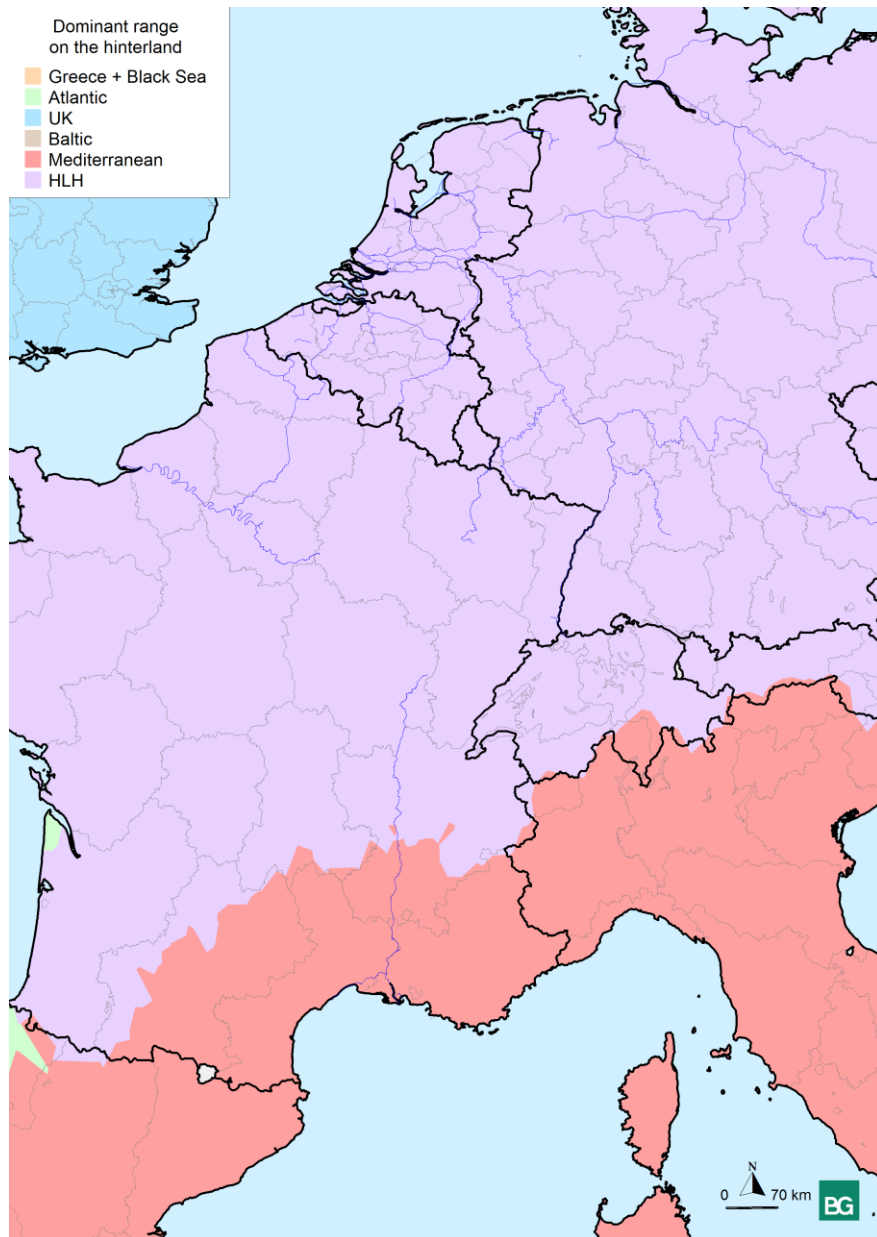 Dominant range
on the hinterland
Greece + Black Sea
Atlantic
UK
Baltic
Mediterranean
HLH
N
0 70 km
BG